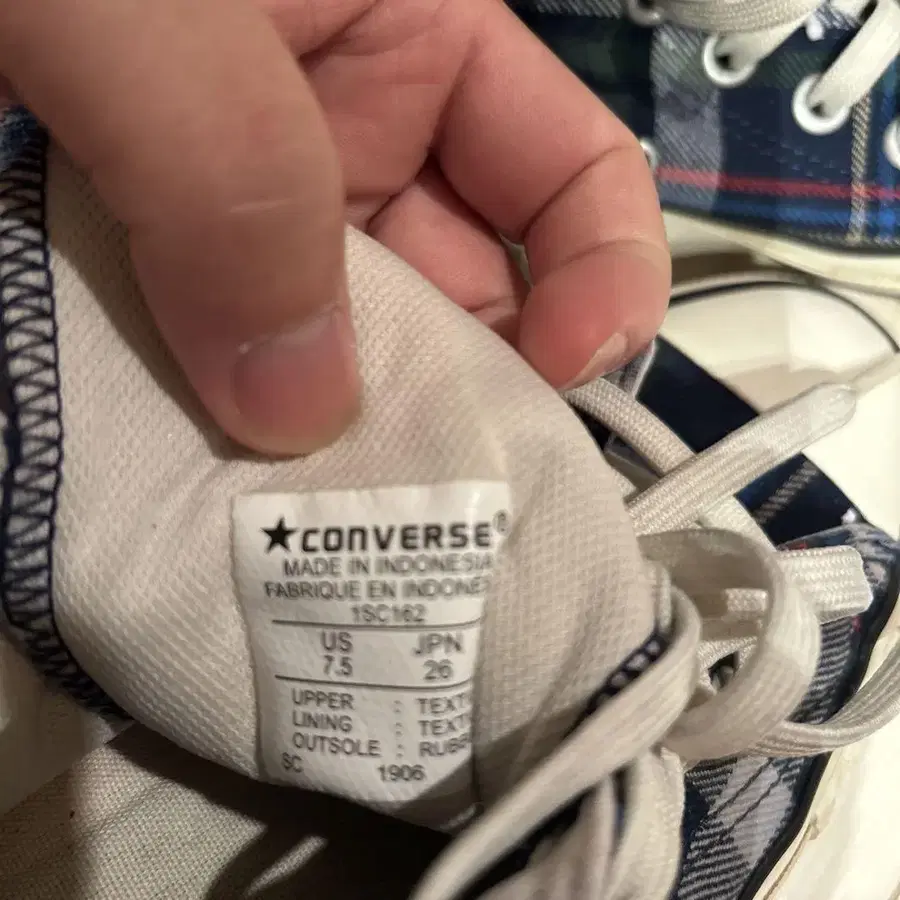 ★CONVERSE®
MADE IN INDONESIA
FABRIQUE EN INDONE
1SC162
US JPN
7.5 26
UPPER : TEXT
LINING : TEXT
OUTSOLE : RUBB
SC 1906